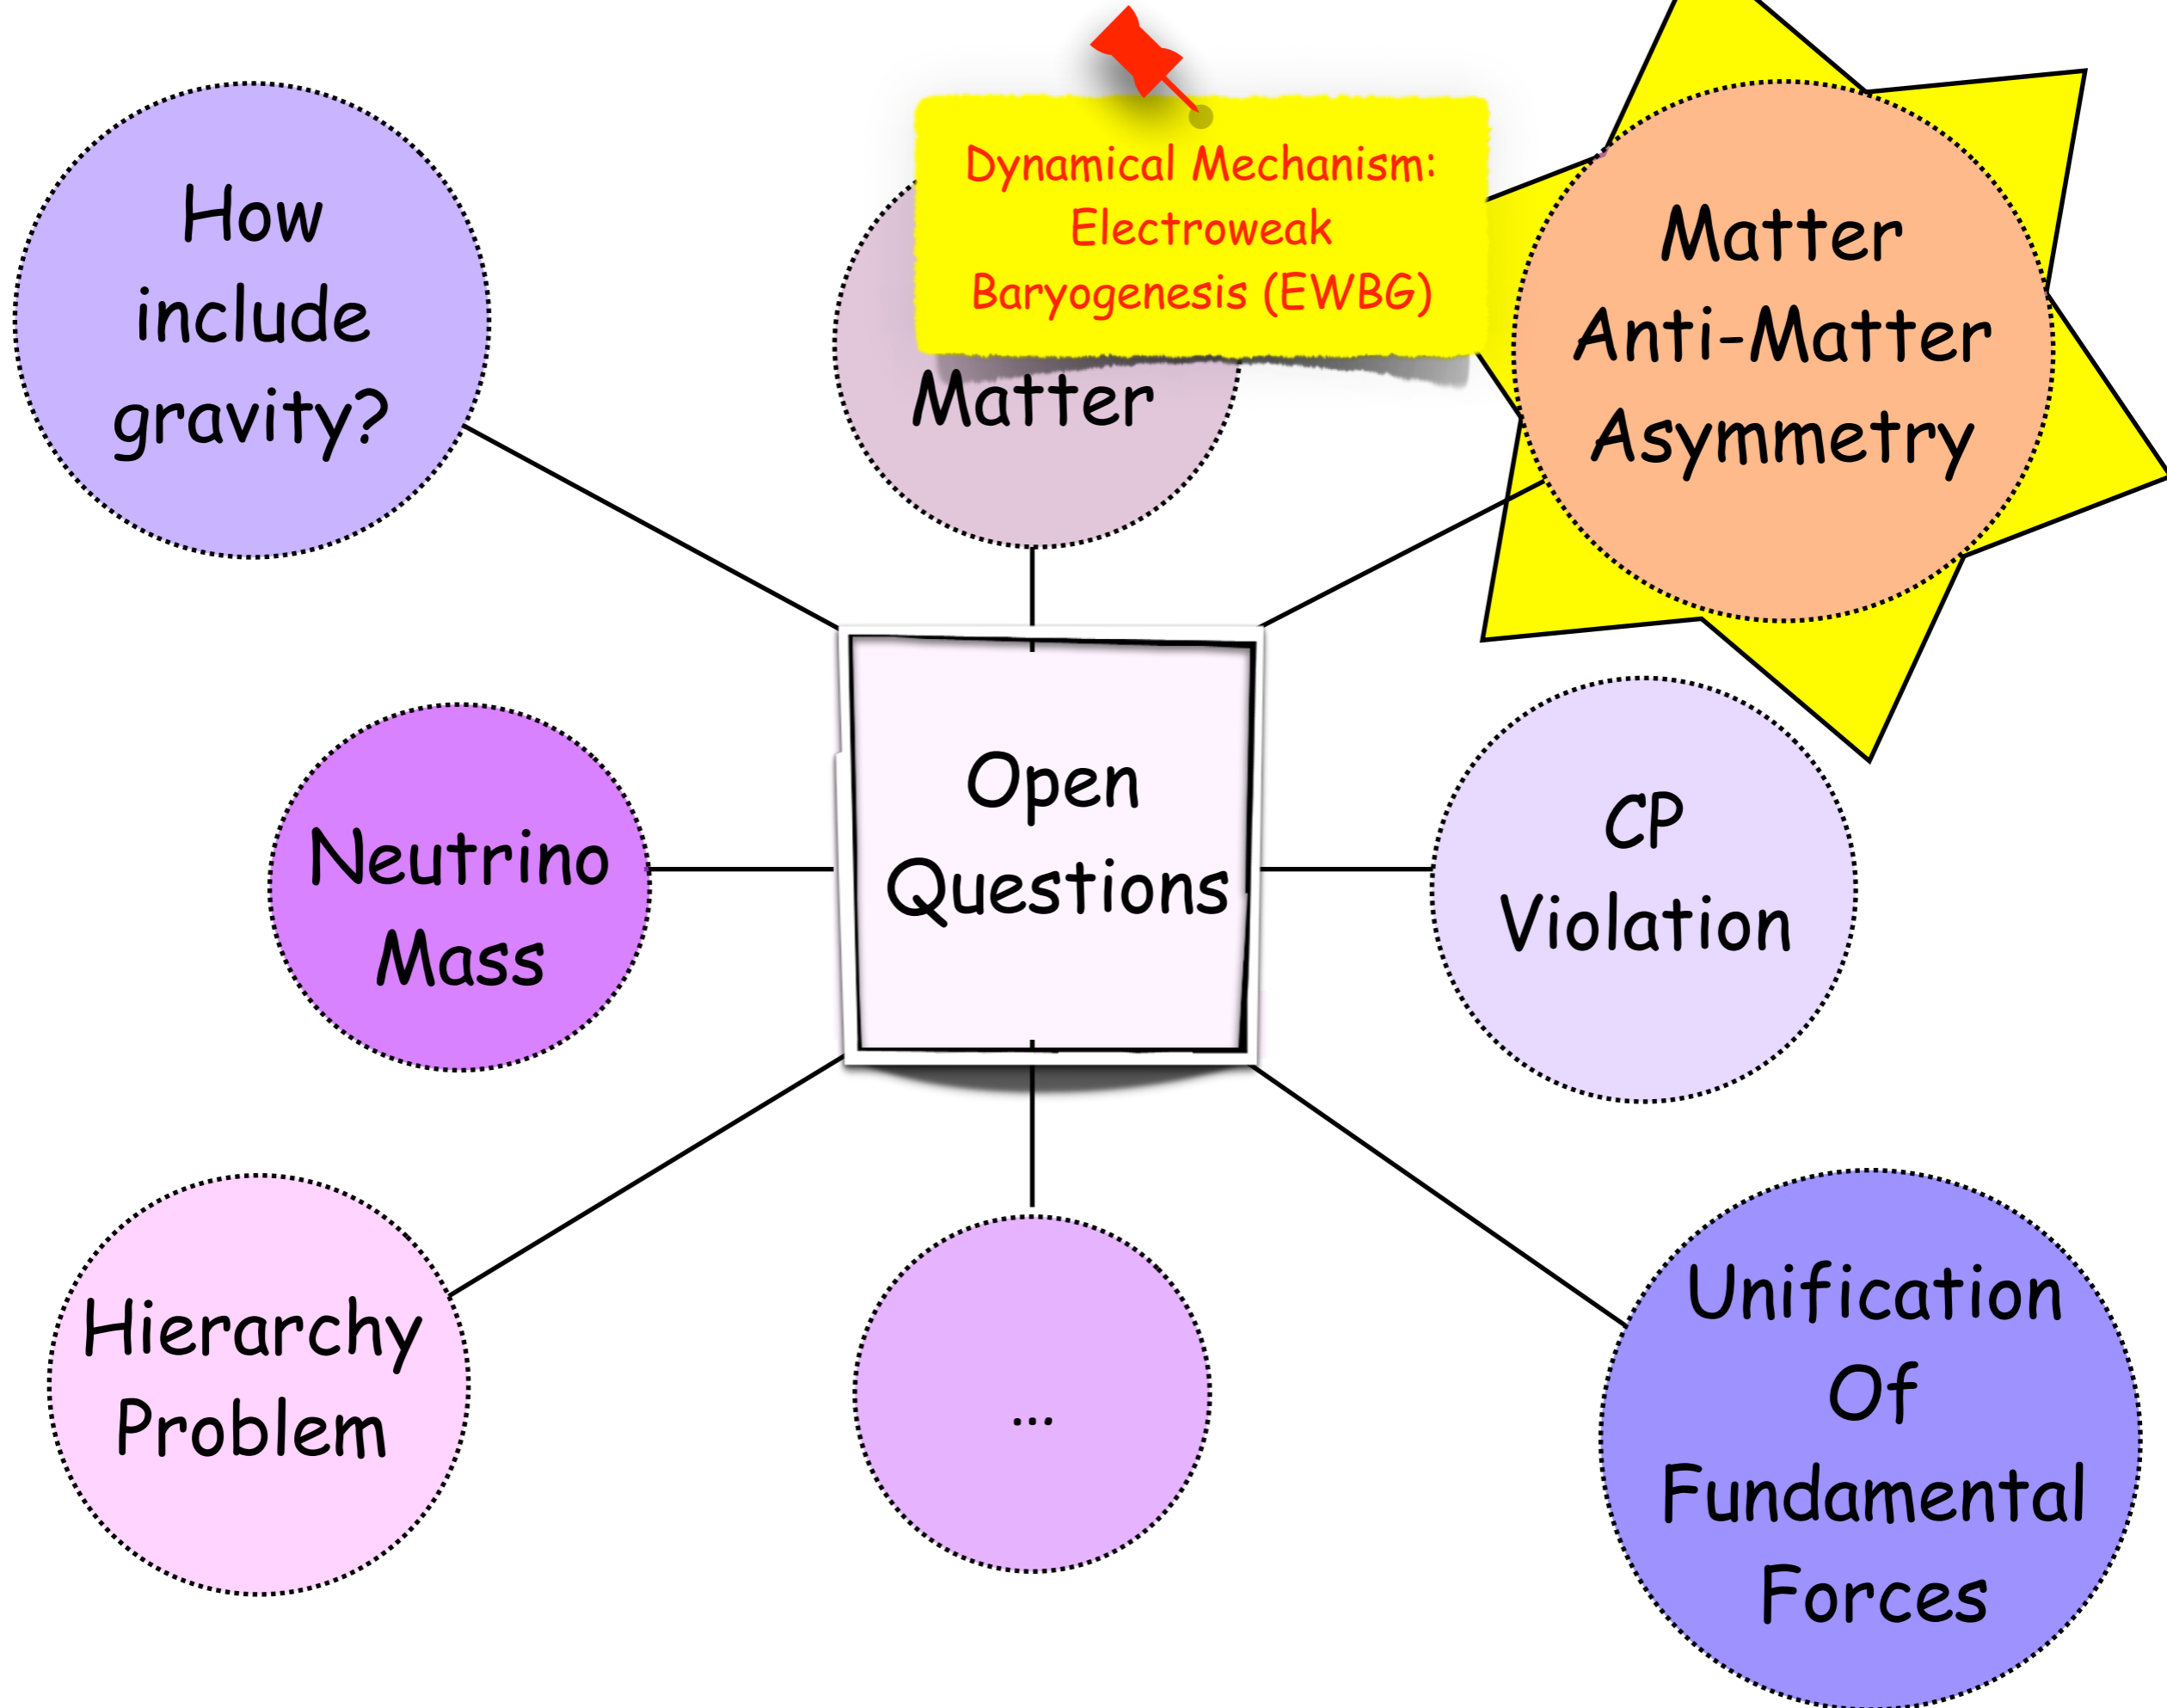 How
include
gravity?
Dynamical Mechanism:
Electroweak
Baryogenesis (EWBG)
Matter
Matter
Anti-Matter
Asymmetry
Neutrino
Mass
Open
Questions
CP
Violation
Hierarchy
Problem
...
Unification
Of
Fundamental
Forces